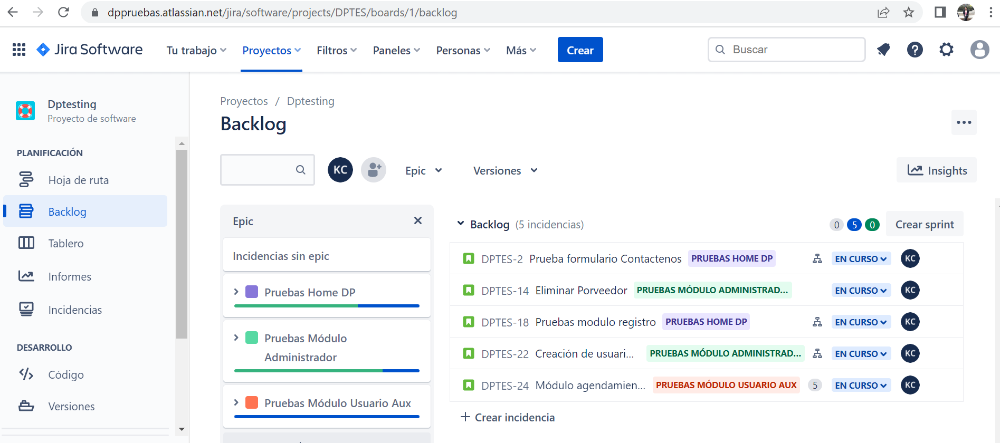 dppruebas.atlassian.net/jira/software/projects/DPTES/boards/1/backlog
Jira Software
Tu trabajo
Proyectos
Filtros
Paneles
Personas
Más
Crear
Buscar
Dptesting
Proyecto de software
PLANIFICACIÓN
Hoja de ruta
Backlog
Tablero
Informes
Incidencias
DESARROLLO
Código
Versiones
Proyectos / Dptesting
Backlog
KC
Epic
Versiones
Insights
Epic
Incidencias sin epic
Pruebas Home DP
Pruebas Módulo
Administrador
Pruebas Módulo Usuario Aux
Backlog (5 incidencias) 0 5 0 Crear sprint
DPTES-2 Prueba formulario Contactenos PRUEBAS HOME DP EN CURSO KC
DPTES-14 Eliminar Porveedor PRUEBAS MÓDULO ADMINISTRAD... EN CURSO KC
DPTES-18 Pruebas modulo registro PRUEBAS HOME DP EN CURSO KC
DPTES-22 Creación de usuari... PRUEBAS MÓDULO ADMINISTRAD... EN CURSO KC
DPTES-24 Módulo agendamien... PRUEBAS MÓDULO USUARIO AUX 5 EN CURSO KC
+ Crear incidencia